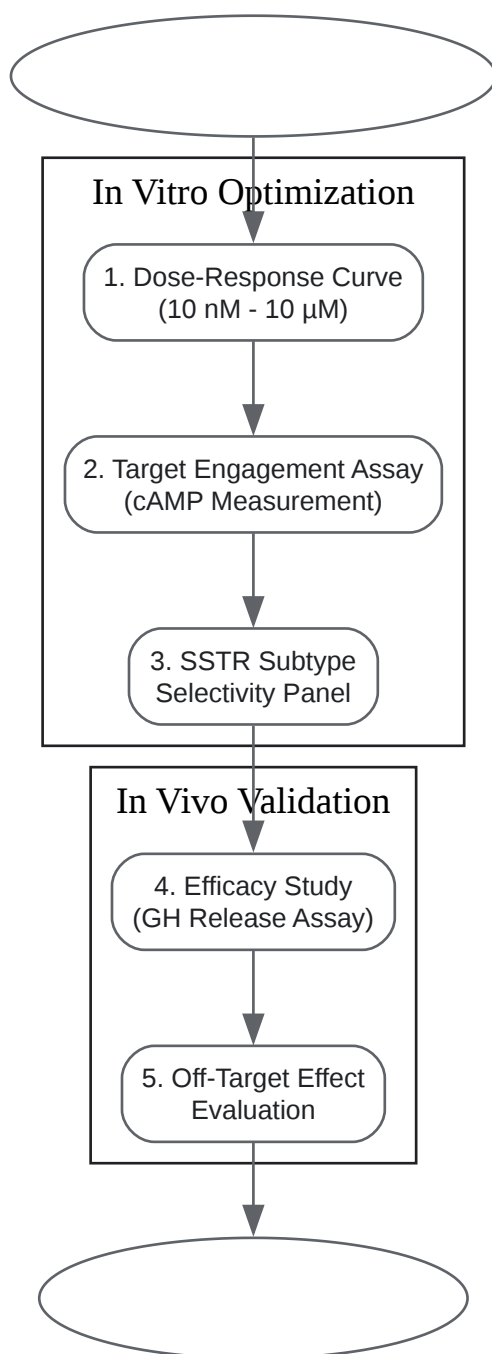 In Vitro Optimization
1. Dose-Response Curve
(10 nM - 10 µM)
2. Target Engagement Assay
(cAMP Measurement)
3. SSTR Subtype
Selectivity Panel
In Vivo Validation
4. Efficacy Study
(GH Release Assay)
5. Off-Target Effect
Evaluation